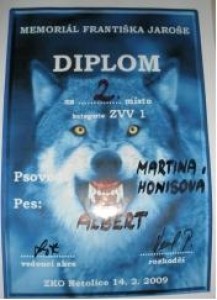 MEMORIÁL FRANTIŠKA JAROŠE
DIPLOM
za 2. místo
kategorie ZVV 1
Psovod: MARTINA HONISOVÁ
Pes: ALBERT
vedoucí akce
rozhodčí
ZKO Netolice 14. 2. 2009